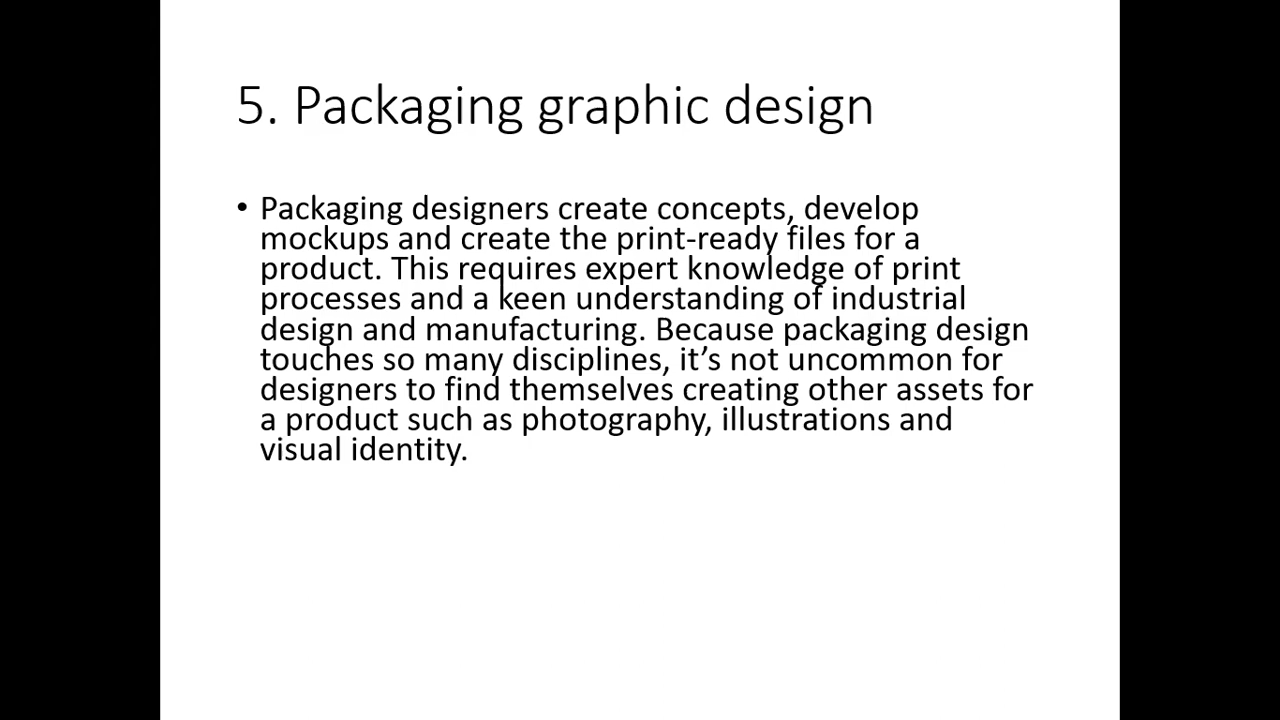 5. Packaging graphic design
• Packaging designers create concepts, develop
mockups and create the print-ready files for a
product. This requires expert knowledge of print
processes and a keen understanding of industrial
design and manufacturing. Because packaging design
touches so many disciplines, it’s not uncommon for
designers to find themselves creating other assets for
a product such as photography, illustrations and
visual identity.